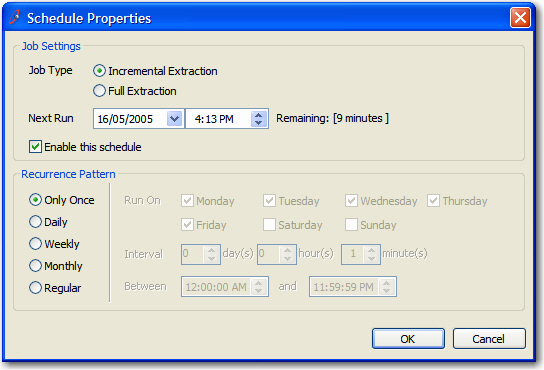 Schedule Properties
Job Settings
Job Type Incremental Extraction
Full Extraction
Next Run 16/05/2005 4:13 PM Remaining: [9 minutes ]
Enable this schedule
Recurrence Pattern
Only Once Run On Monday Tuesday Wednesday Thursday
Daily Friday Saturday Sunday
Weekly Interval 0 day(s) 0 hour(s) 1 minute(s)
Monthly
Regular Between 12:00:00 AM and 11:59:59 PM
OK Cancel